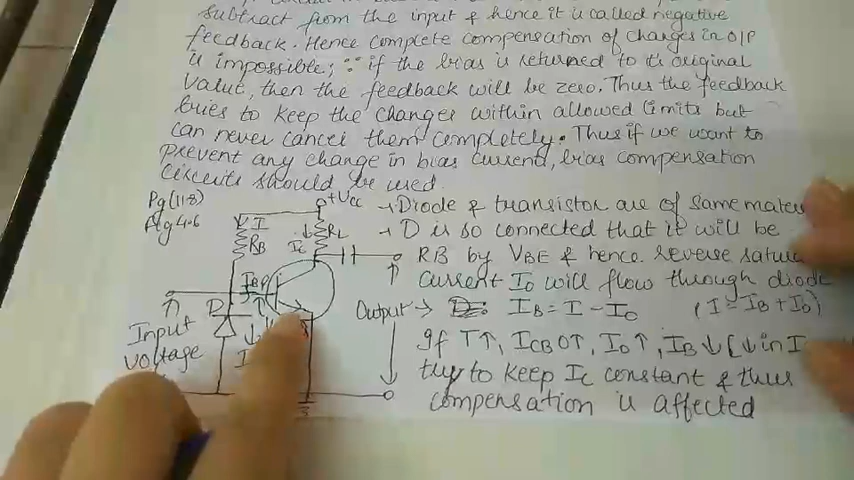 subtract from the input & hence it is called negative
feedback. Hence complete compensation of changes in O/P
is impossible; ∵ if the bias is returned to its original
value, then the feedback will be zero. Thus the feedback
tries to keep the changes within allowed limits but
can never cancel them completely. Thus if we want to
prevent any change in bias current, bias compensation
circuits should be used.
Pg(118)
Fig 4.6
+Vcc
I
RB
RL
IC
D
Input
voltage
Output →
→ Diode & transistor are of same
→ D is so connected that it will be
RB by VBE & hence reverse
current Io will flow through diode
IB = I - Io (I = IB + Io)
If T↑, ICBO↑, Io↑, IB↓ [↓ in I
try to keep Ic constant & thus
compensation is affected